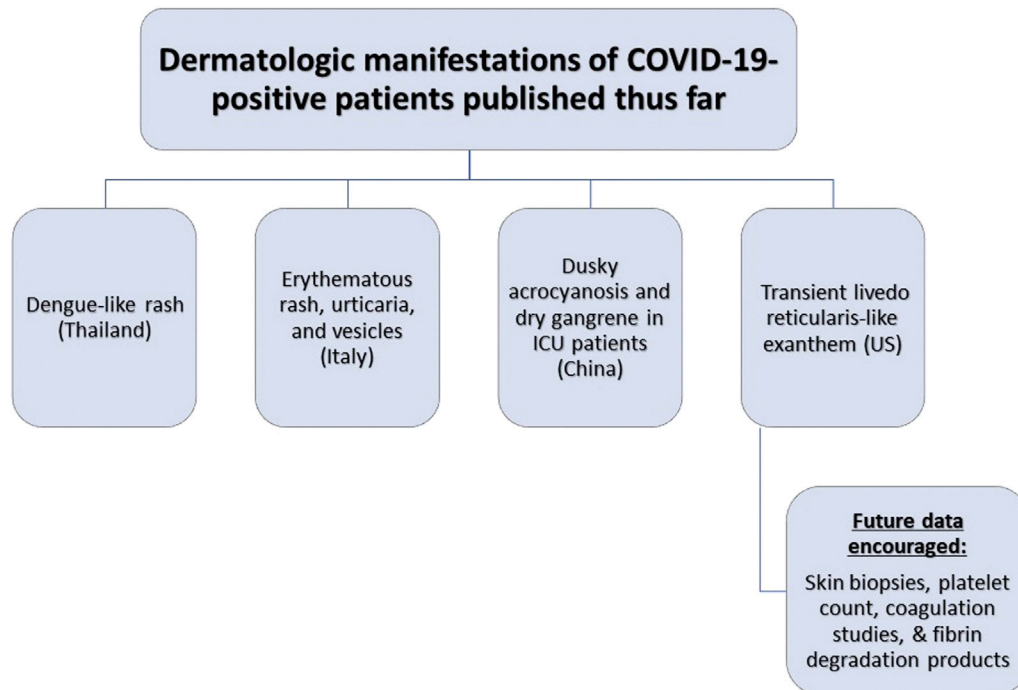 Dermatologic manifestations of COVID-19-
positive patients published thus far
Dengue-like rash
(Thailand)
Erythematous
rash, urticaria,
and vesicles
(Italy)
Dusky
acrocyanosis and
dry gangrene in
ICU patients
(China)
Transient livedo
reticularis-like
exanthem (US)
Future data
encouraged:
Skin biopsies, platelet
count, coagulation
studies, & fibrin
degradation products